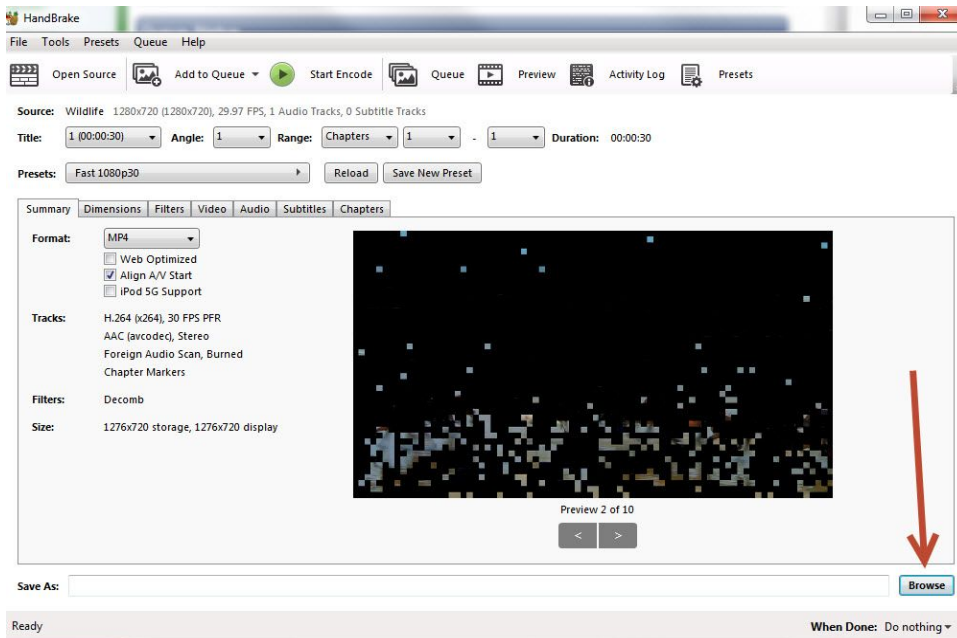 HandBrake
File Tools Presets Queue Help
Open Source Add to Queue Start Encode Queue Preview Activity Log Presets
Source: Wildlife 1280x720 (1280x720), 29.97 FPS, 1 Audio Tracks, 0 Subtitle Tracks
Title: 1 (00:00:30) Angle: 1 Range: Chapters 1 - 1 Duration: 00:00:30
Presets: Fast 1080p30 Reload Save New Preset
Summary Dimensions Filters Video Audio Subtitles Chapters
Format: MP4
Web Optimized
Align A/V Start
iPod 5G Support
Tracks: H.264 (x264), 30 FPS PFR
AAC (avcodec), Stereo
Foreign Audio Scan, Burned
Chapter Markers
Filters: Decomb
Size: 1276x720 storage, 1276x720 display
Preview 2 of 10
< >
Save As: Browse
Ready When Done: Do nothing